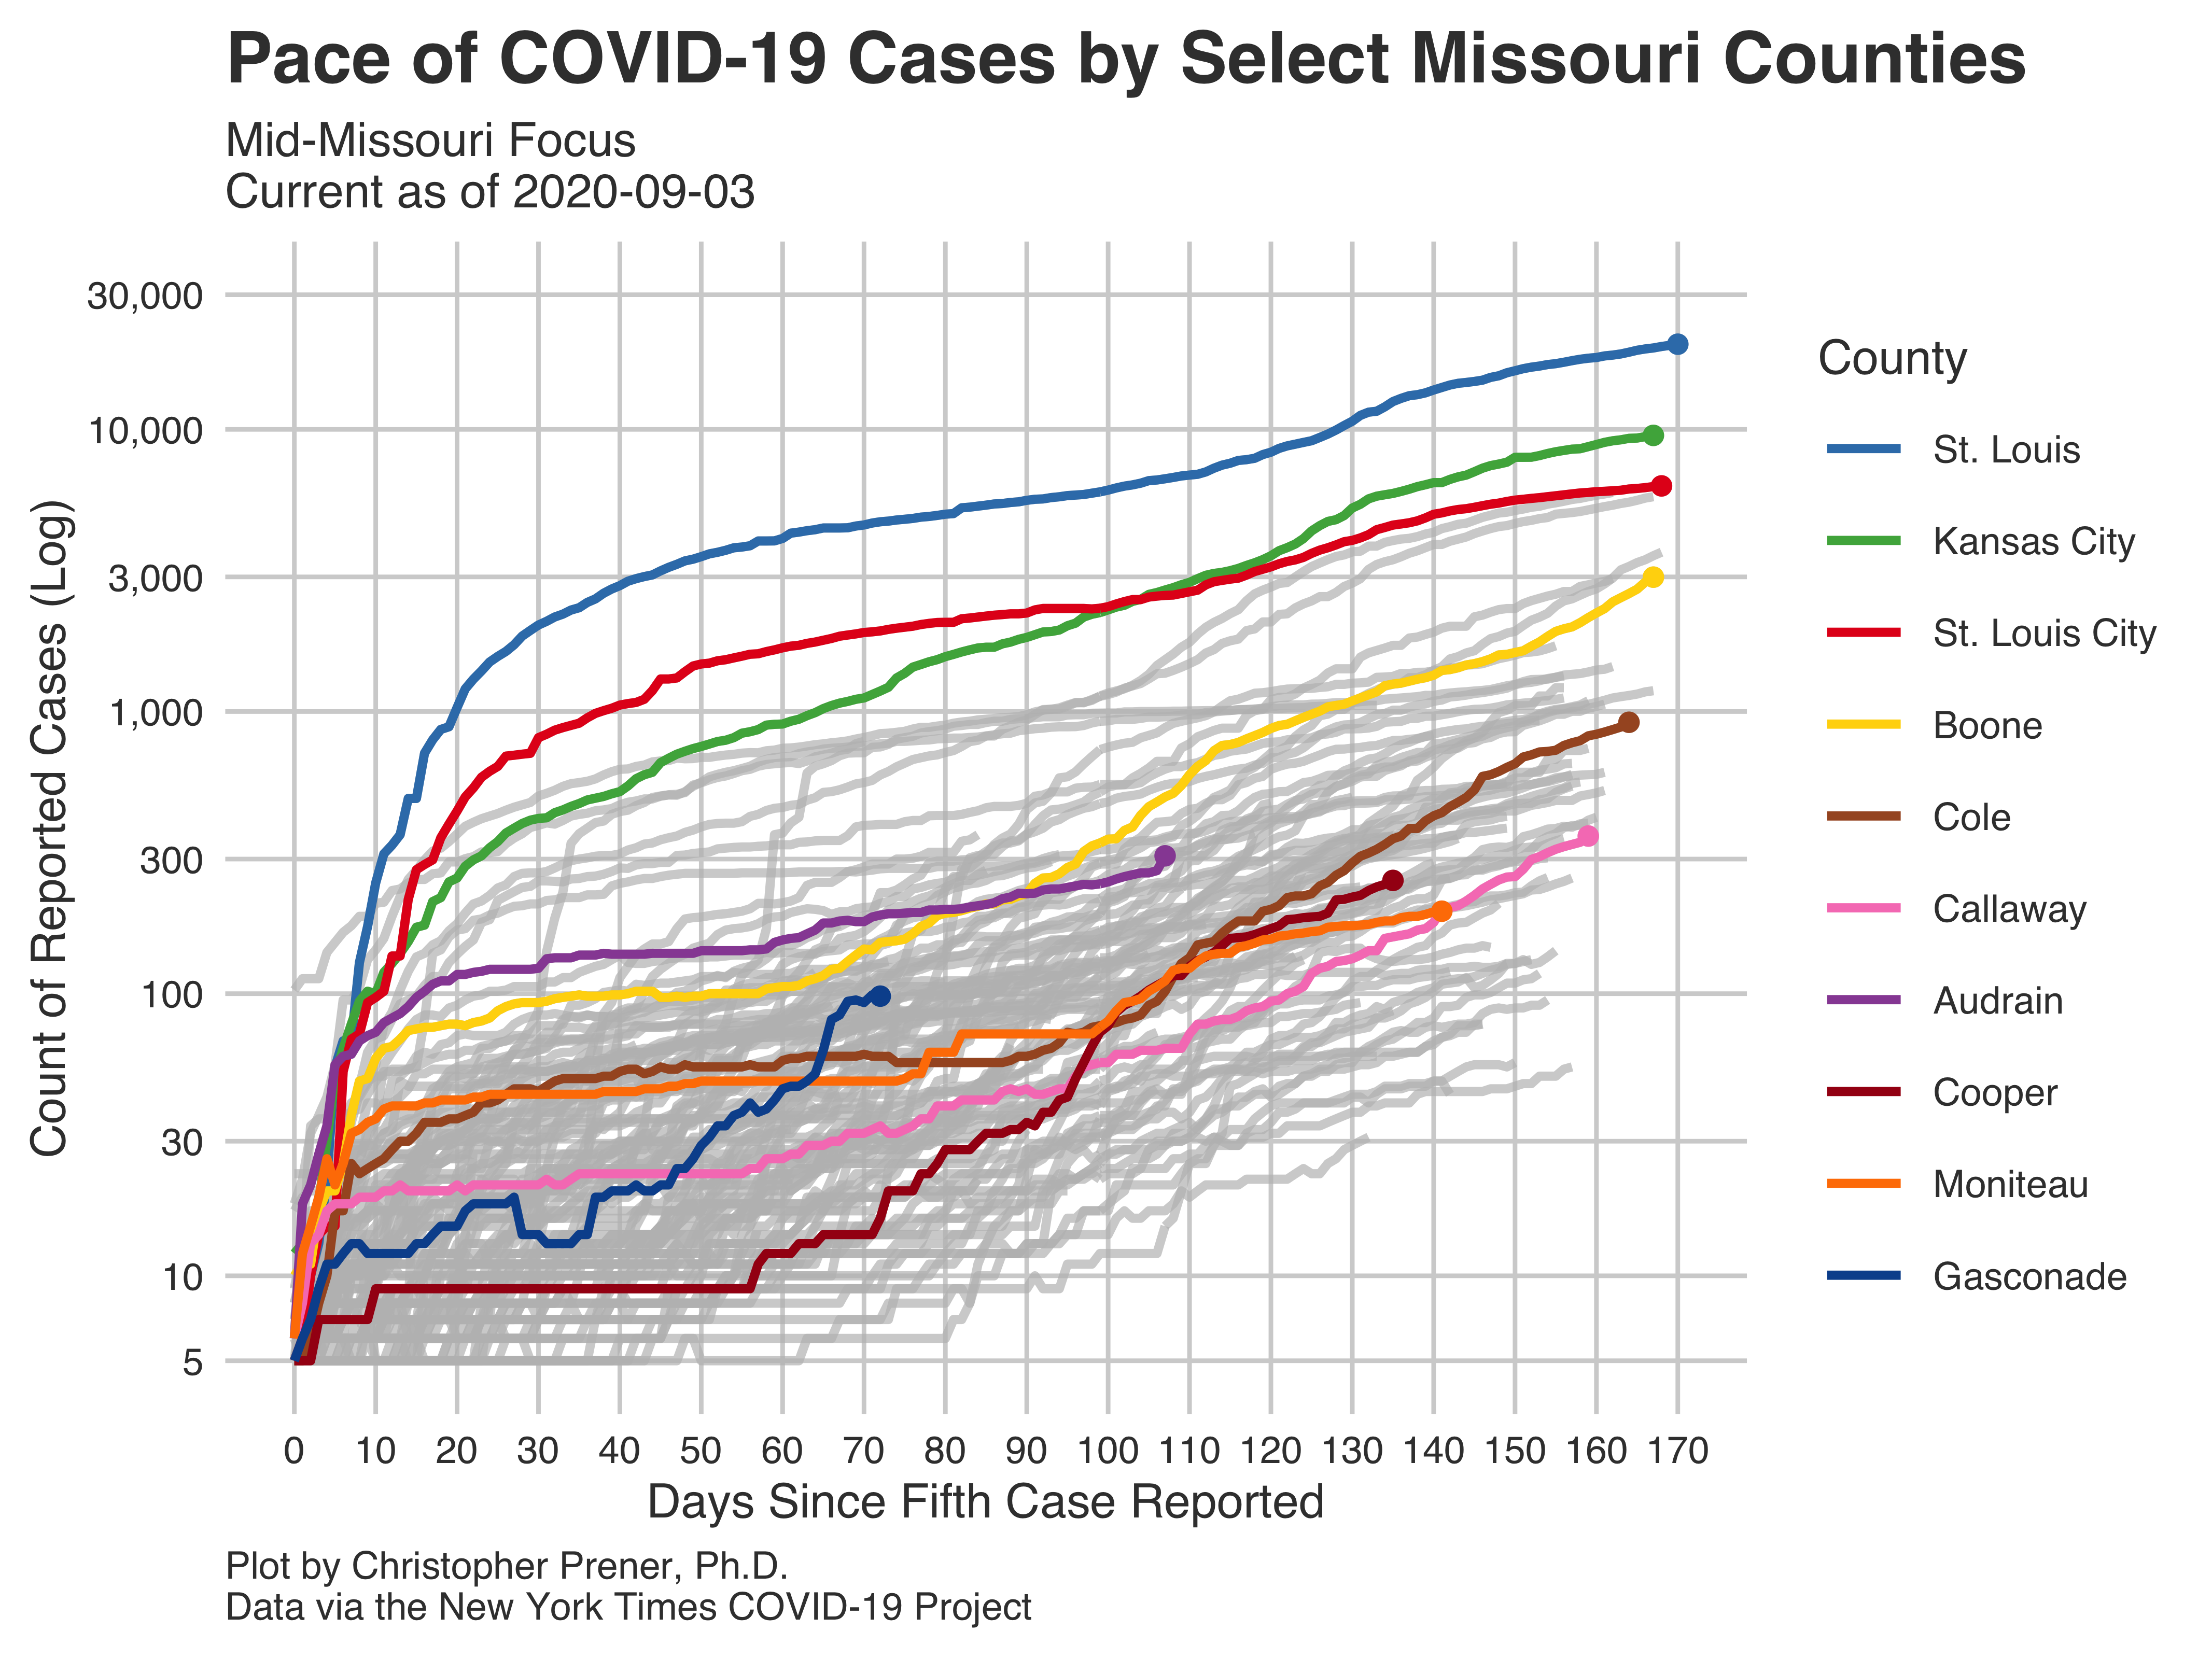 Pace of COVID-19 Cases by Select Missouri Counties
Mid-Missouri Focus
Current as of 2020-09-03
Count of Reported Cases (Log)
30,000
10,000
3,000
1,000
300
100
30
10
5
0 10 20 30 40 50 60 70 80 90 100 110 120 130 140 150 160 170
Days Since Fifth Case Reported
County
St. Louis
Kansas City
St. Louis City
Boone
Cole
Callaway
Audrain
Cooper
Moniteau
Gasconade
Plot by Christopher Prener, Ph.D.
Data via the New York Times COVID-19 Project